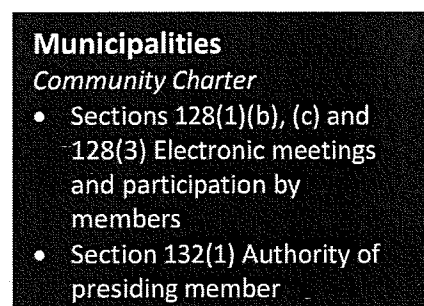 Municipalities
Community Charter
• Sections 128(1)(b), (c) and
128(3) Electronic meetings
and participation by
members
• Section 132(1) Authority of
presiding member